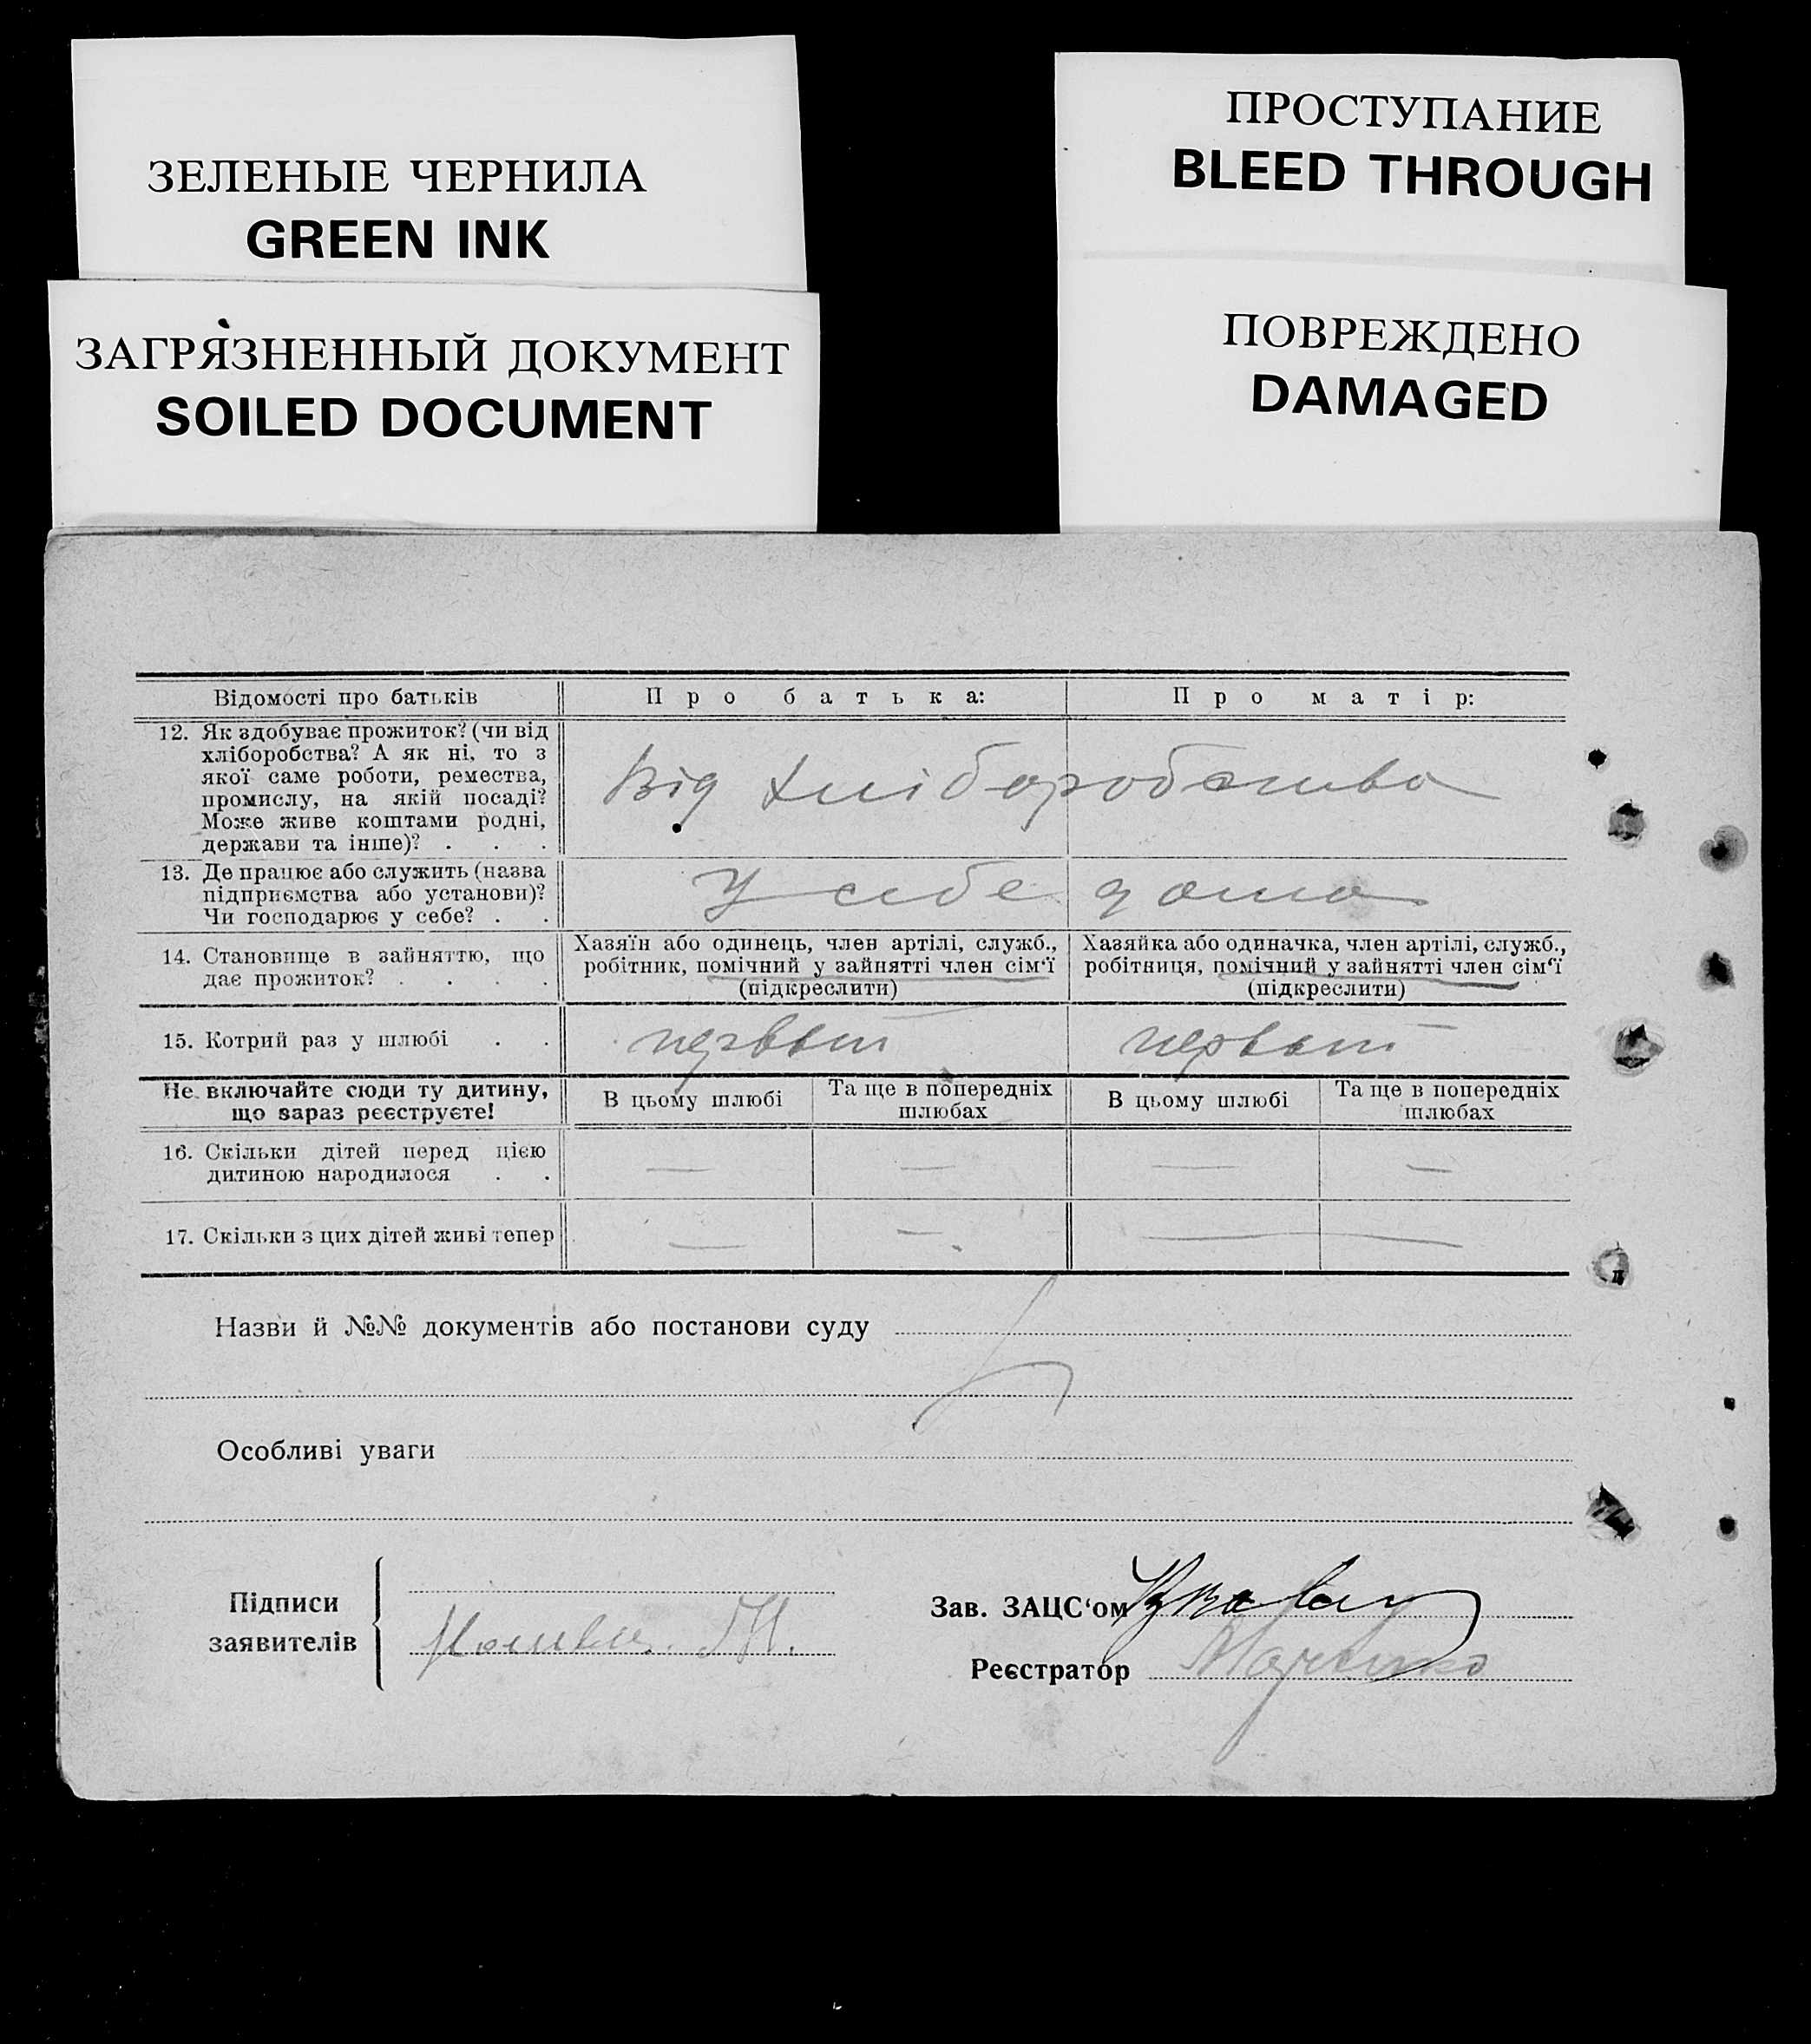 ЗЕЛЕНЫЕ ЧЕРНИЛА
GREEN INK
ЗАГРЯЗНЕННЫЙ ДОКУМЕНТ
SOILED DOCUMENT
ПРОСТУПАНИЕ
BLEED THROUGH
ПОВРЕЖДЕНО
DAMAGED
Відомості про батьків
Про батька:
Про матір:
12. Як здобуває прожиток? (чи від
хліборобства? А як ні, то з
якої саме роботи, ремества,
промислу, на якій посаді?
Може живе коштами родні,
держави та інше)? . . .
Від хліборобства
13. Де працює або служить (назва
підприємства або установи)?
Чи господарює у себе? . .
У себе дома
14. Становище в зайняттю, що
дає прожиток? . . . .
Хазяїн або одинець, член артілі, служб.,
робітник, помічний у зайнятті член сім‘ї
(підкреслити)
Хазяйка або одиначка, член артілі, служб.,
робітниця, помічний у зайнятті член сім‘ї
(підкреслити)
15. Котрий раз у шлюбі . .
первый
первый
Не включайте сюди ту дитину,
що зараз реєструєте!
В цьому шлюбі
Та ще в попередніх
шлюбах
В цьому шлюбі
Та ще в попередніх
шлюбах
16. Скільки дітей перед цією
дитиною народилося . .
— — — —
17. Скільки з цих дітей живі тепер
— — —
Назви й №№ документів або постанови суду
Особливі уваги
Підписи
заявителів
Зав. ЗАЦС‘ом
Реєстратор